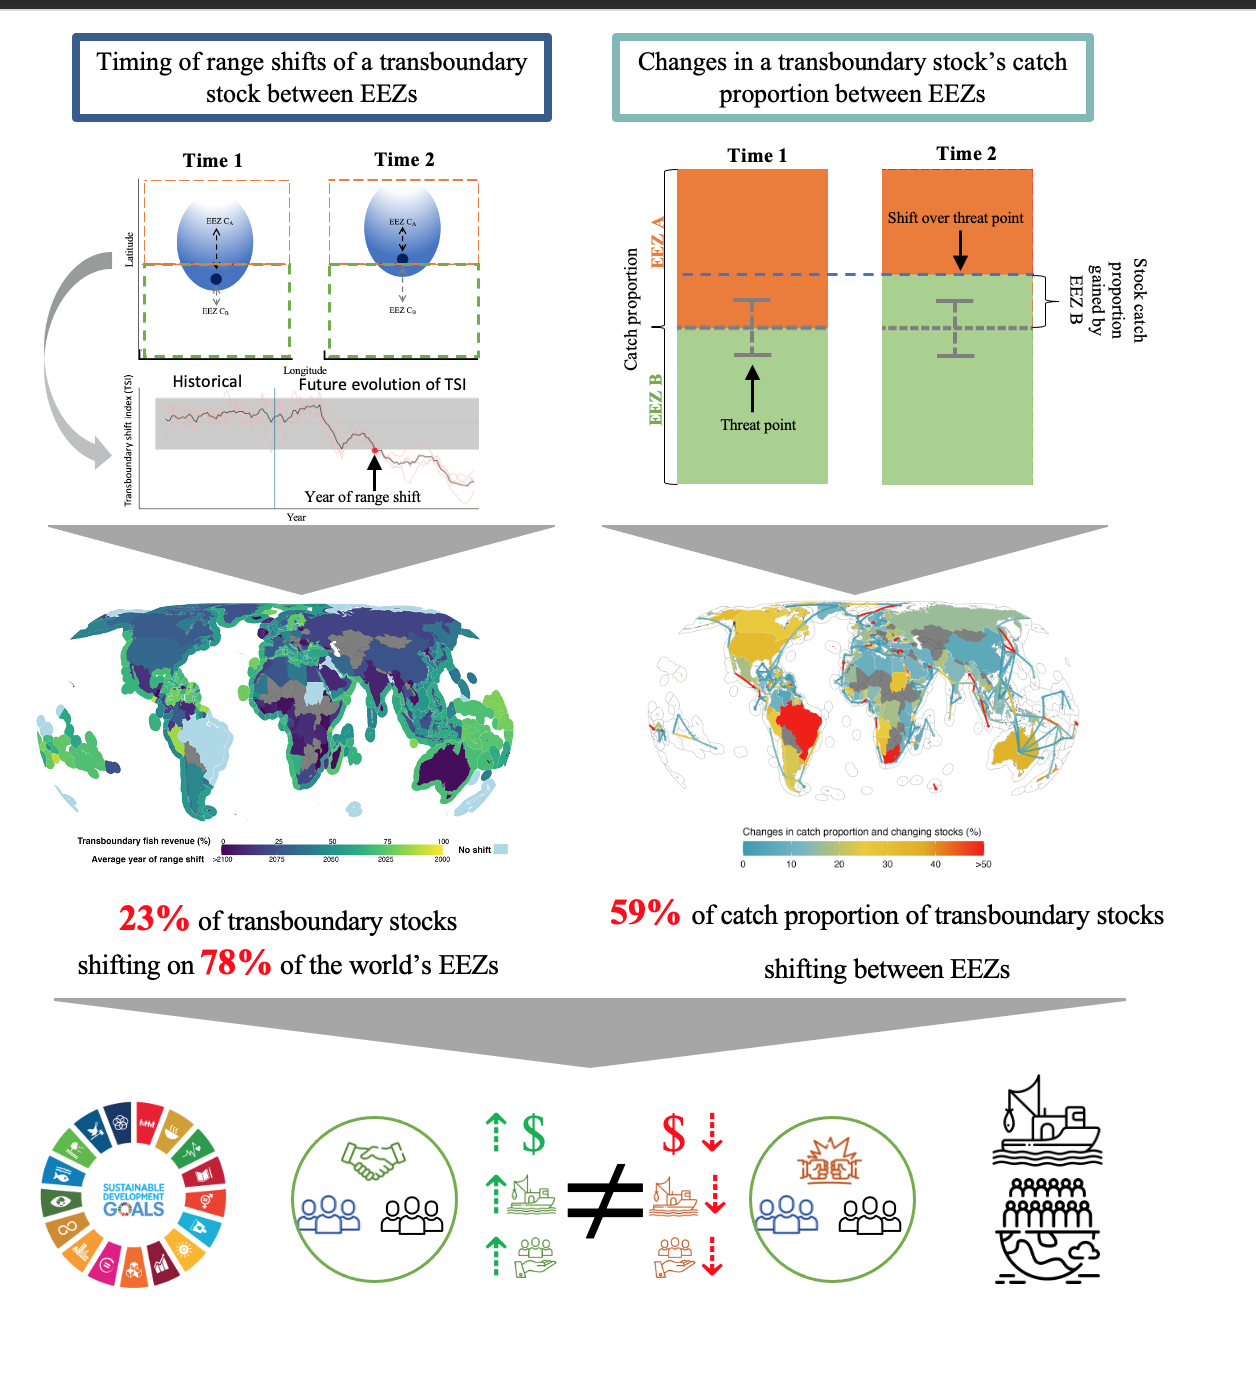 Timing of range shifts of a transboundary
stock between EEZs
Time 1
Time 2
EEZ CA
EEZ CB
EEZ CA
EEZ CB
Latitude
Longitude
Historical
Future evolution of TSI
Transboundary shift index (TSI)
Year of range shift
Year
Changes in a transboundary stock’s catch
proportion between EEZs
Time 1
Time 2
Catch proportion
EEZ A
EEZ B
Threat point
Shift over threat point
Stock catch
proportion
gained by
EEZ B
Transboundary fish revenue (%)
0 25 50 75 100
Average year of range shift
>2100 2075 2050 2025 2000
No shift
Changes in catch proportion and changing stocks (%)
0 10 20 30 40 >50
23% of transboundary stocks
shifting on 78% of the world’s EEZs
59% of catch proportion of transboundary stocks
shifting between EEZs
SUSTAINABLE
DEVELOPMENT
GOALS
$
≠
$